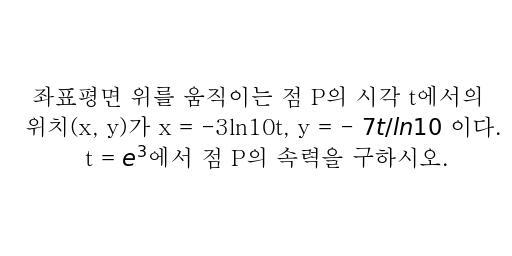 좌표평면 위를 움직이는 점 P의 시각 t에서의
위치(x, y)가 x = -3ln10t, y = - 7t/ln10 이다.
t = e³에서 점 P의 속력을 구하시오.